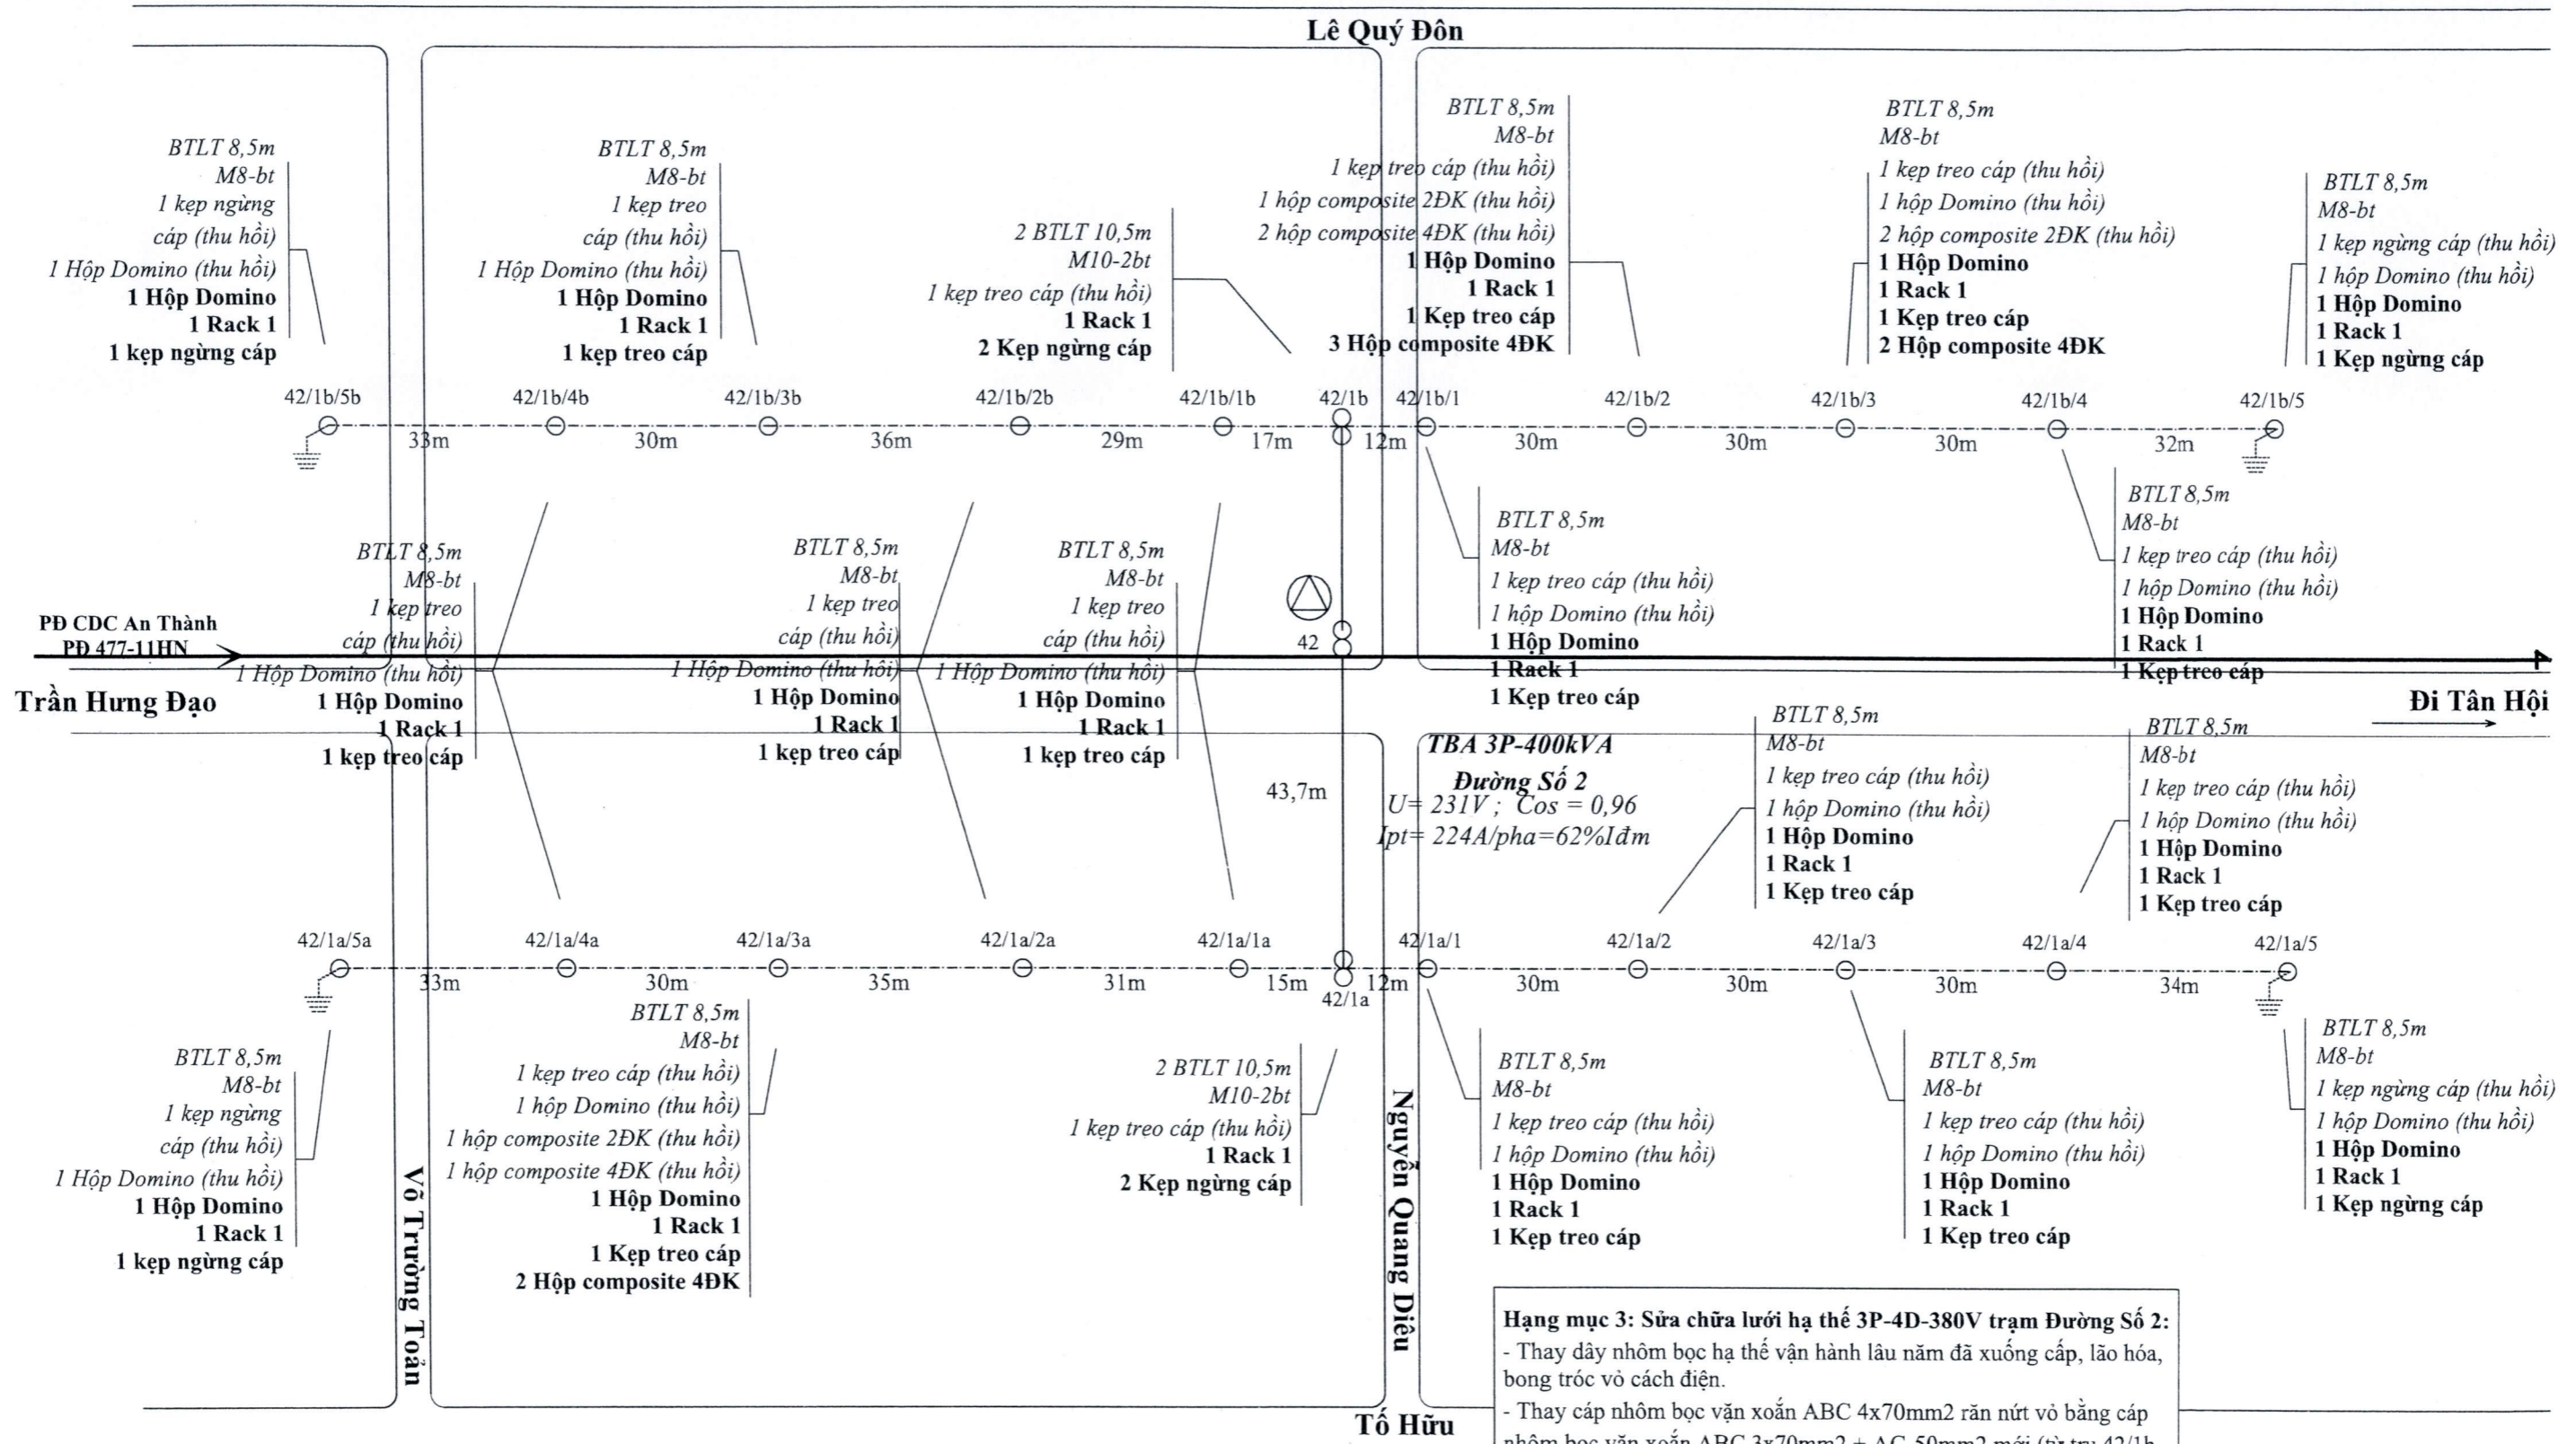 Lê Quý Đôn
BTLT 8,5m
M8-bt
1 kẹp ngừng
cáp (thu hồi)
1 Hộp Domino (thu hồi)
1 Hộp Domino
1 Rack 1
1 kẹp ngừng cáp
BTLT 8,5m
M8-bt
1 kẹp treo
cáp (thu hồi)
1 Hộp Domino (thu hồi)
1 Hộp Domino
1 Rack 1
1 kẹp treo cáp
2 BTLT 10,5m
M10-2bt
1 kẹp treo cáp (thu hồi)
1 Rack 1
2 Kẹp ngừng cáp
BTLT 8,5m
M8-bt
1 kẹp treo cáp (thu hồi)
1 hộp composite 2ĐK (thu hồi)
2 hộp composite 4ĐK (thu hồi)
1 Hộp Domino
1 Rack 1
1 Kẹp treo cáp
3 Hộp composite 4ĐK
BTLT 8,5m
M8-bt
1 kẹp treo cáp (thu hồi)
1 hộp Domino (thu hồi)
2 hộp composite 2ĐK (thu hồi)
1 Hộp Domino
1 Rack 1
1 Kẹp treo cáp
2 Hộp composite 4ĐK
BTLT 8,5m
M8-bt
1 kẹp ngừng cáp (thu hồi)
1 hộp Domino (thu hồi)
1 Hộp Domino
1 Rack 1
1 Kẹp ngừng cáp
42/1b/5b 42/1b/4b 42/1b/3b 42/1b/2b 42/1b/1b 42/1b 42/1b/1 42/1b/2 42/1b/3 42/1b/4 42/1b/5
33m 30m 36m 29m 17m 12m 30m 30m 30m 32m
BTLT 8,5m
M8-bt
1 kẹp treo
cáp (thu hồi)
1 Hộp Domino (thu hồi)
1 Hộp Domino
1 Rack 1
1 kẹp treo cáp
BTLT 8,5m
M8-bt
1 kẹp treo
cáp (thu hồi)
1 Hộp Domino (thu hồi)
1 Hộp Domino
1 Rack 1
1 kẹp treo cáp
BTLT 8,5m
M8-bt
1 kẹp treo
cáp (thu hồi)
1 Hộp Domino (thu hồi)
1 Hộp Domino
1 Rack 1
1 kẹp treo cáp
BTLT 8,5m
M8-bt
1 kẹp treo cáp (thu hồi)
1 hộp Domino (thu hồi)
1 Hộp Domino
1 Rack 1
1 Kẹp treo cáp
BTLT 8,5m
M8-bt
1 kẹp treo cáp (thu hồi)
1 hộp Domino (thu hồi)
1 Hộp Domino
1 Rack 1
1 Kẹp treo cáp
PĐ CDC An Thành
PĐ 477-11HN
42
Trần Hưng Đạo
Đi Tân Hội
43,7m
TBA 3P-400kVA
Đường Số 2
U= 231V ; Cos = 0,96
Ipt= 224A/pha=62%Iđm
BTLT 8,5m
M8-bt
1 kẹp treo cáp (thu hồi)
1 hộp Domino (thu hồi)
1 Hộp Domino
1 Rack 1
1 Kẹp treo cáp
BTLT 8,5m
M8-bt
1 kẹp treo cáp (thu hồi)
1 hộp Domino (thu hồi)
1 Hộp Domino
1 Rack 1
1 Kẹp treo cáp
42/1a/5a 42/1a/4a 42/1a/3a 42/1a/2a 42/1a/1a 42/1a/1 42/1a/2 42/1a/3 42/1a/4 42/1a/5
33m 30m 35m 31m 15m 12m 30m 30m 30m 34m
42/1a
BTLT 8,5m
M8-bt
1 kẹp ngừng
cáp (thu hồi)
1 Hộp Domino (thu hồi)
1 Hộp Domino
1 Rack 1
1 kẹp ngừng cáp
BTLT 8,5m
M8-bt
1 kẹp treo cáp (thu hồi)
1 hộp Domino (thu hồi)
1 hộp composite 2ĐK (thu hồi)
1 hộp composite 4ĐK (thu hồi)
1 Hộp Domino
1 Rack 1
1 Kẹp treo cáp
2 Hộp composite 4ĐK
2 BTLT 10,5m
M10-2bt
1 kẹp treo cáp (thu hồi)
1 Rack 1
2 Kẹp ngừng cáp
BTLT 8,5m
M8-bt
1 kẹp treo cáp (thu hồi)
1 hộp Domino (thu hồi)
1 Hộp Domino
1 Rack 1
1 Kẹp treo cáp
BTLT 8,5m
M8-bt
1 kẹp treo cáp (thu hồi)
1 hộp Domino (thu hồi)
1 Hộp Domino
1 Rack 1
1 Kẹp treo cáp
BTLT 8,5m
M8-bt
1 kẹp ngừng cáp (thu hồi)
1 hộp Domino (thu hồi)
1 Hộp Domino
1 Rack 1
1 Kẹp ngừng cáp
Võ Trường Toản
Nguyễn Quang Diêu
Tố Hữu
Hạng mục 3: Sửa chữa lưới hạ thế 3P-4D-380V trạm Đường Số 2:
- Thay dây nhôm bọc hạ thế vận hành lâu năm đã xuống cấp, lão hóa,
bong tróc vỏ cách điện.
- Thay cáp nhôm bọc vặn xoắn ABC 4x70mm2 răn nứt vỏ bằng cáp
nhôm bọc vặn xoắn ABC 3x70mm2 + AC-50mm2 mới (từ trụ 42/1b